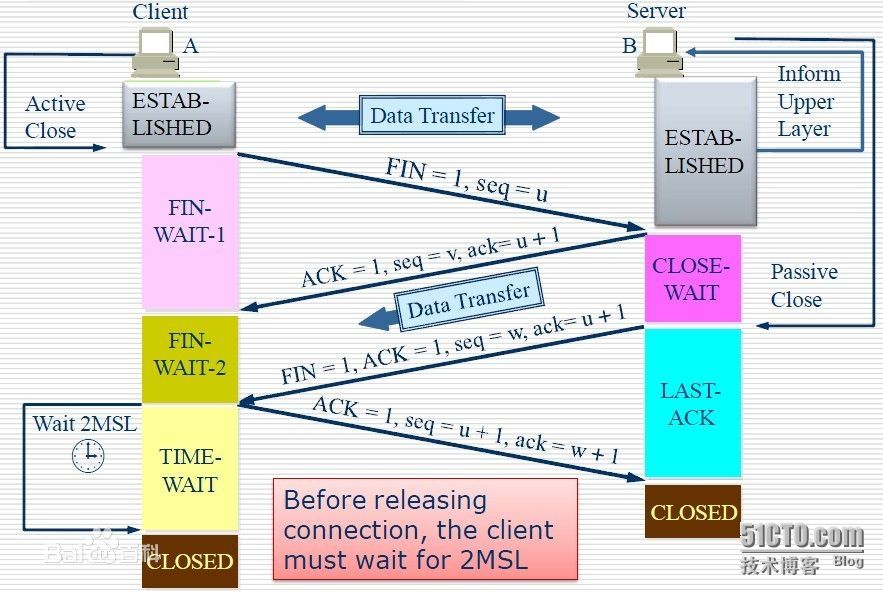 Client
Server
A
B
Active
Close
ESTAB-
LISHED
Data Transfer
ESTAB-
LISHED
Inform
Upper
Layer
FIN = 1, seq = u
FIN-
WAIT-1
ACK = 1, seq = v, ack= u + 1
CLOSE-
WAIT
Passive
Close
Data Transfer
FIN-
WAIT-2
FIN = 1, ACK = 1, seq = w, ack= u + 1
LAST-
ACK
Wait 2MSL
ACK = 1, seq = u + 1, ack = w + 1
TIME-
WAIT
Before releasing
connection, the client
must wait for 2MSL
CLOSED
CLOSED
Bai百科
51CTO.com
技术博客 Blog